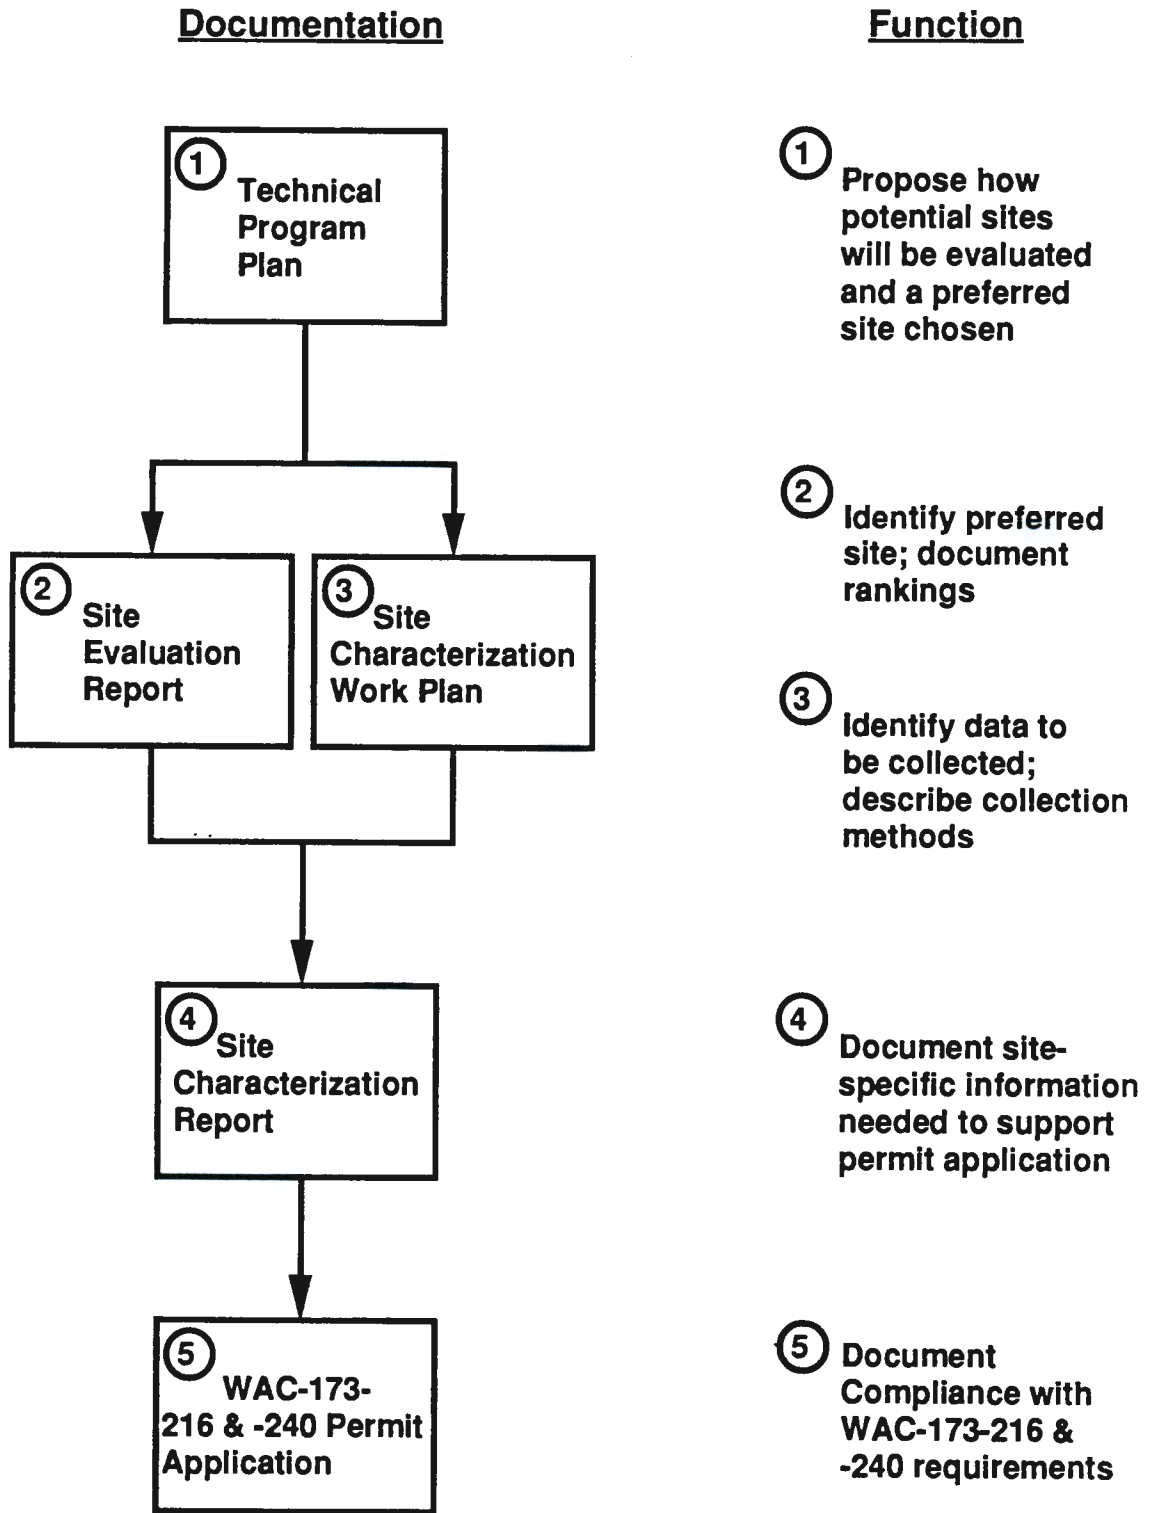 Documentation
Function
1
Technical
Program
Plan
1
Propose how
potential sites
will be evaluated
and a preferred
site chosen
2
Site
Evaluation
Report
3
Site
Characterization
Work Plan
2
Identify preferred
site; document
rankings
3
Identify data to
be collected;
describe collection
methods
4
Site
Characterization
Report
4
Document site-
specific information
needed to support
permit application
5
WAC-173-
216 & -240 Permit
Application
5
Document
Compliance with
WAC-173-216 &
-240 requirements